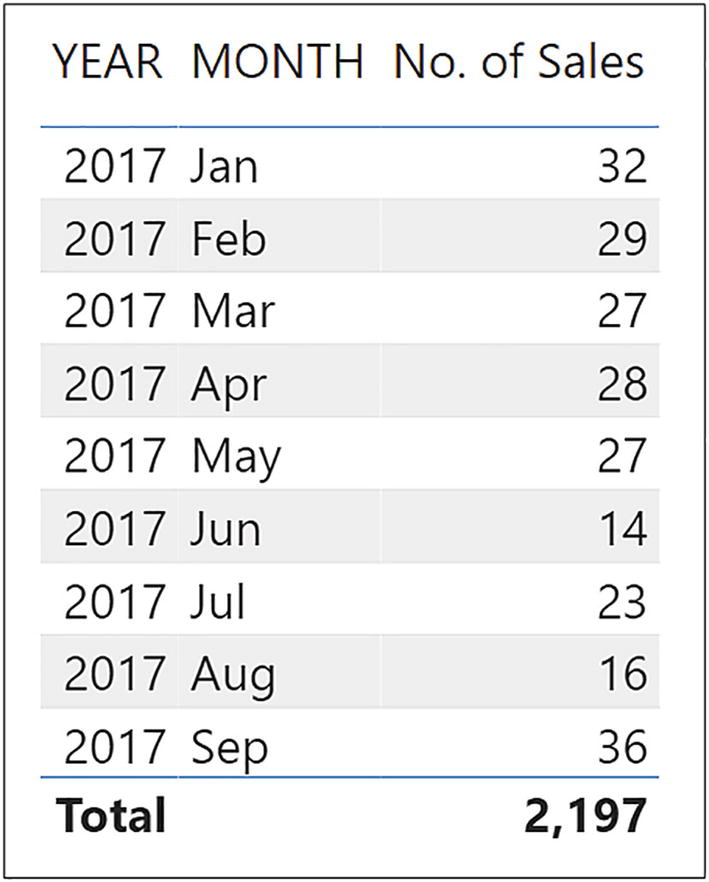 YEAR MONTH No. of Sales
2017 Jan 32
2017 Feb 29
2017 Mar 27
2017 Apr 28
2017 May 27
2017 Jun 14
2017 Jul 23
2017 Aug 16
2017 Sep 36
Total 2,197